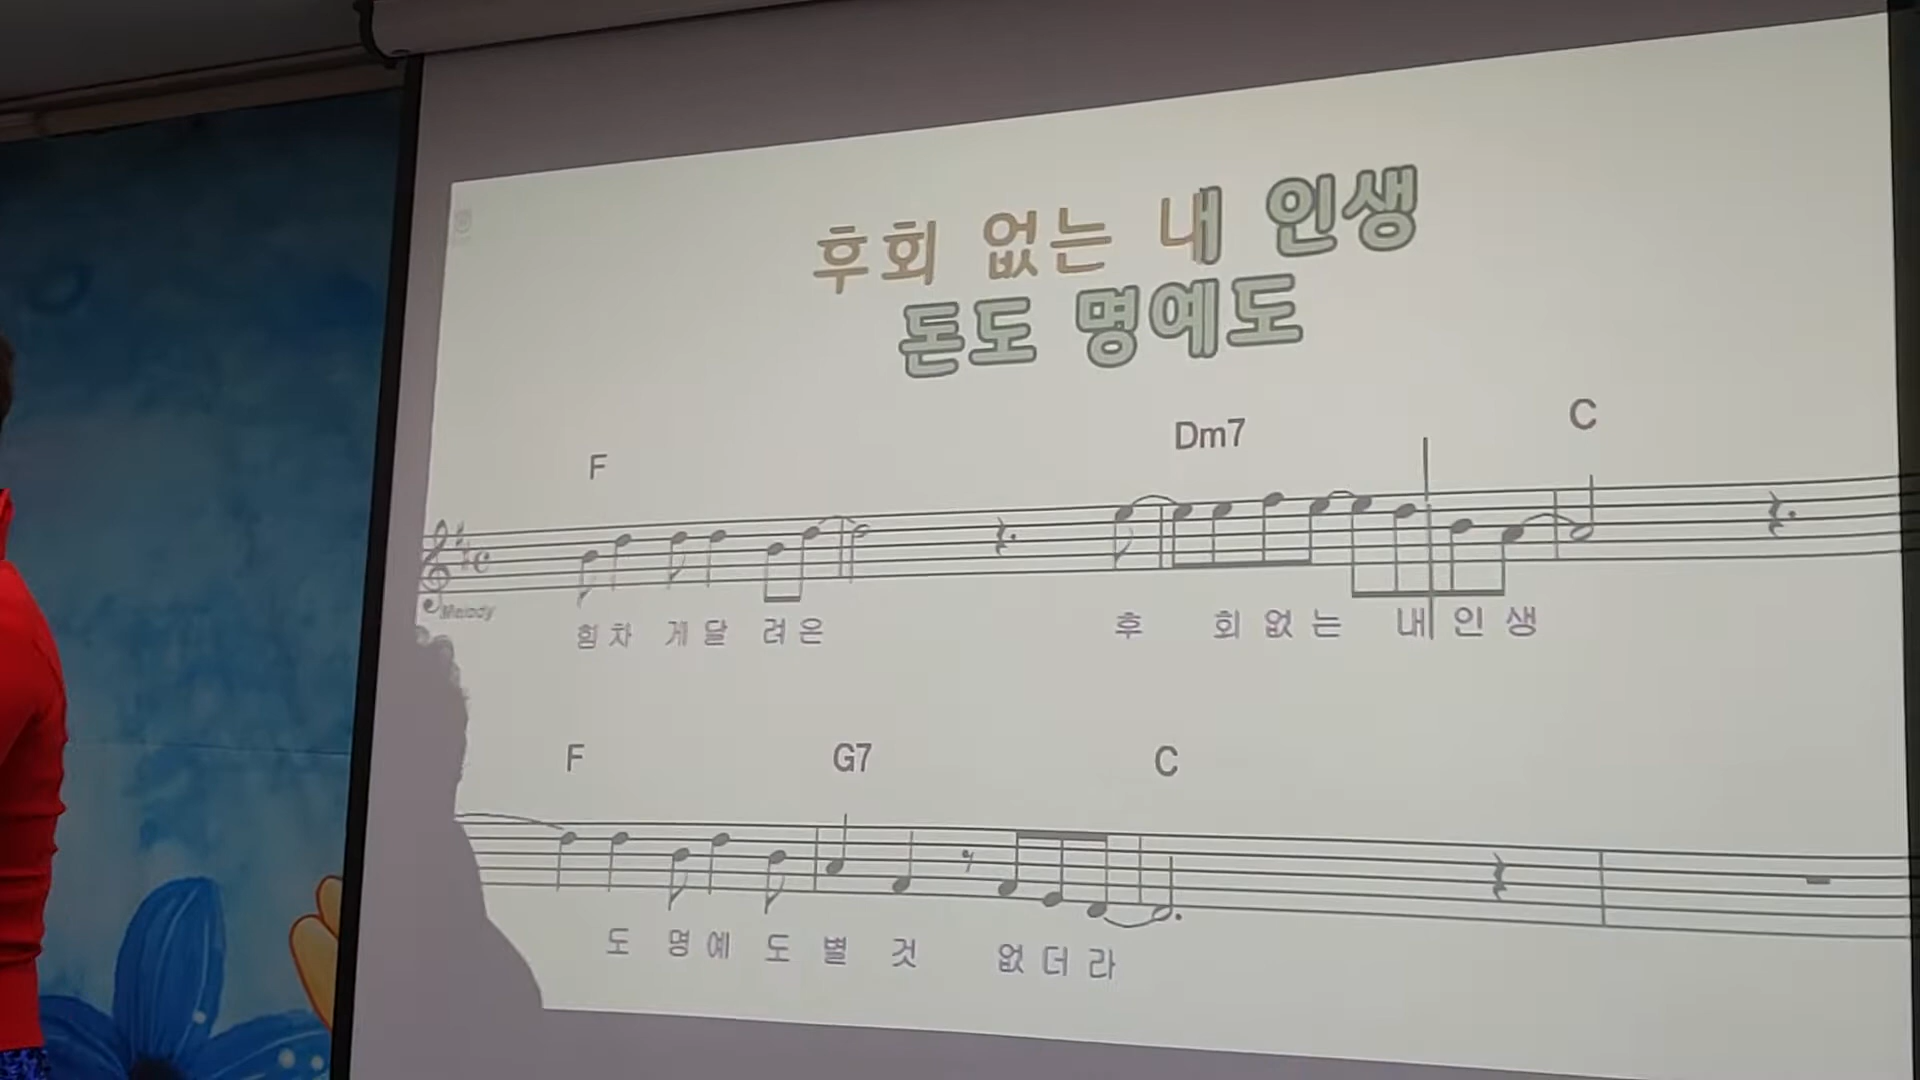 후회 없는 내 인생
돈도 명예도
F Dm7 C
Melody
힘차 게달 려온 후 회없는 내인생
F G7 C
도 명예 도 별 것 없더라